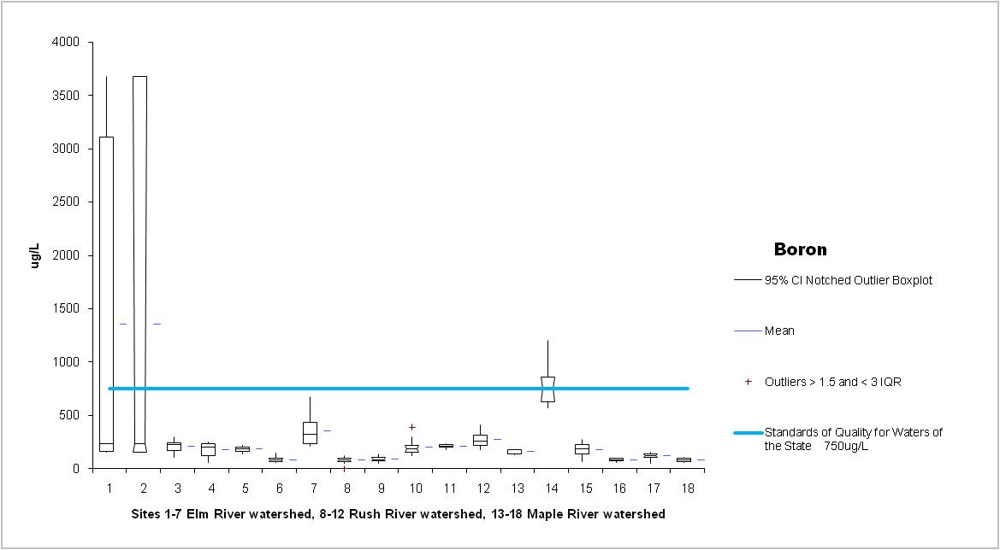 4000
3500
3000
2500
2000
1500
1000
500
0
ug/L
1 2 3 4 5 6 7 8 9 10 11 12 13 14 15 16 17 18
Sites 1-7 Elm River watershed, 8-12 Rush River watershed, 13-18 Maple River watershed
Boron
95% CI Notched Outlier Boxplot
Mean
Outliers > 1.5 and < 3 IQR
Standards of Quality for Waters of
the State 750ug/L